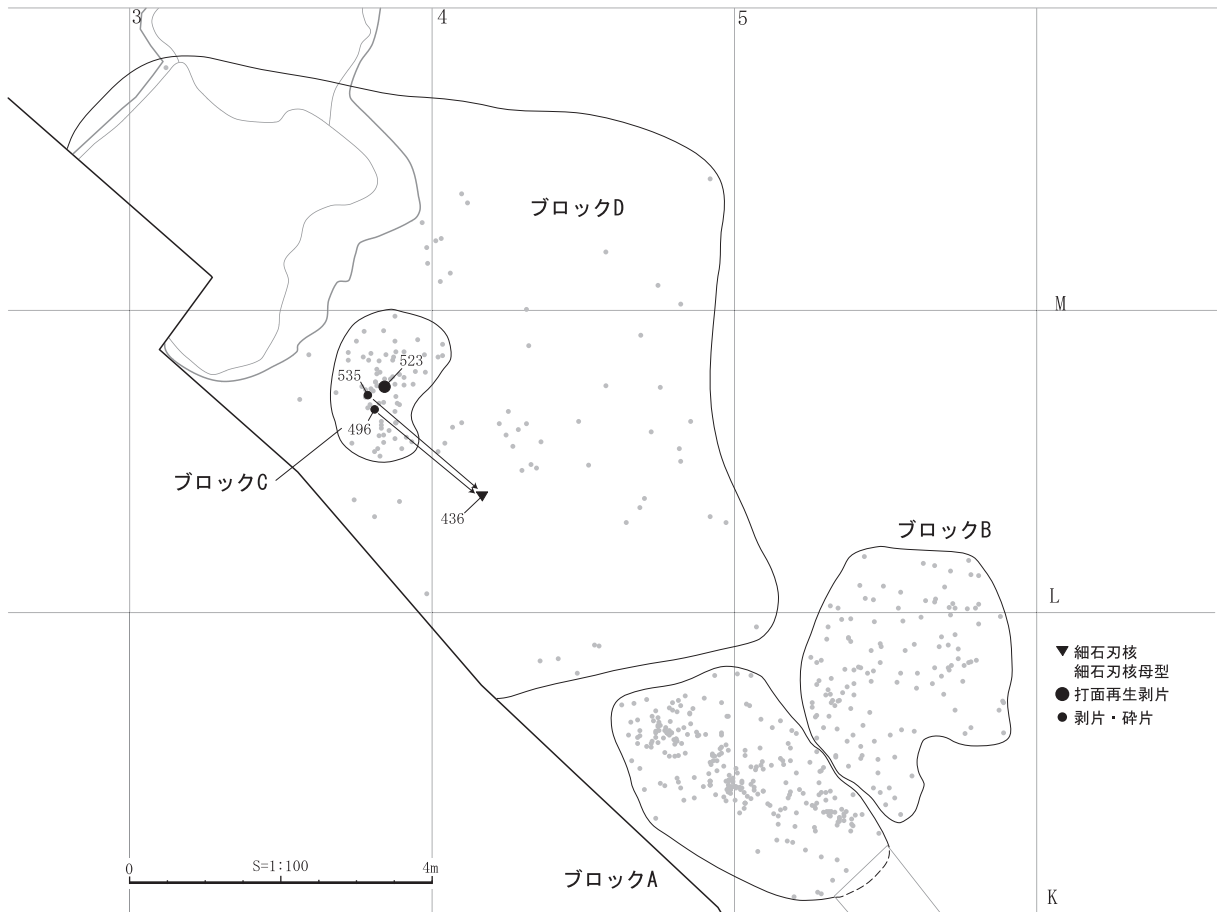 3
4
5
ブロックD
M
523
535
496
ブロックC
436
ブロックB
L
細石刃核
細石刃核母型
打面再生剥片
剥片・砕片
S=1:100
0
4m
ブロックA
K